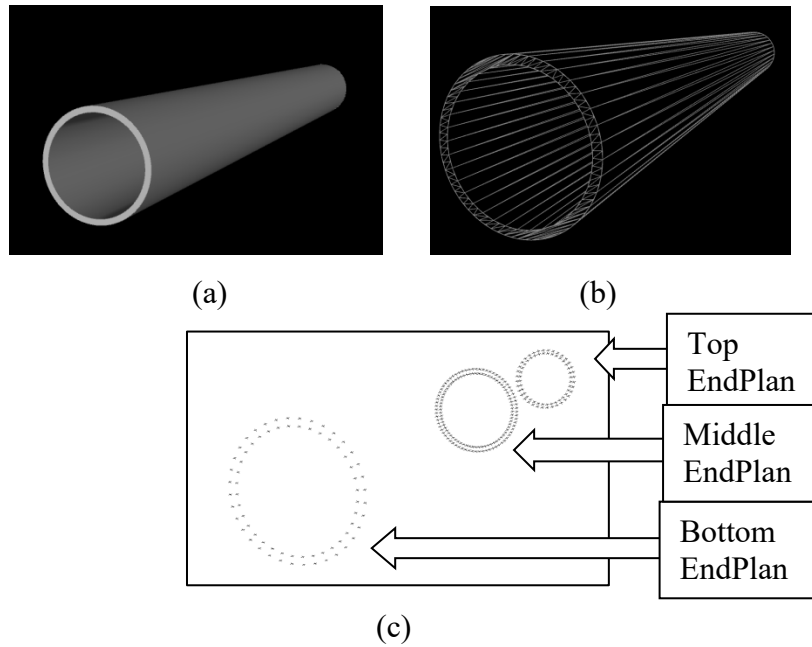 (a)
(b)
Top
EndPlan
Middle
EndPlan
Bottom
EndPlan
(c)